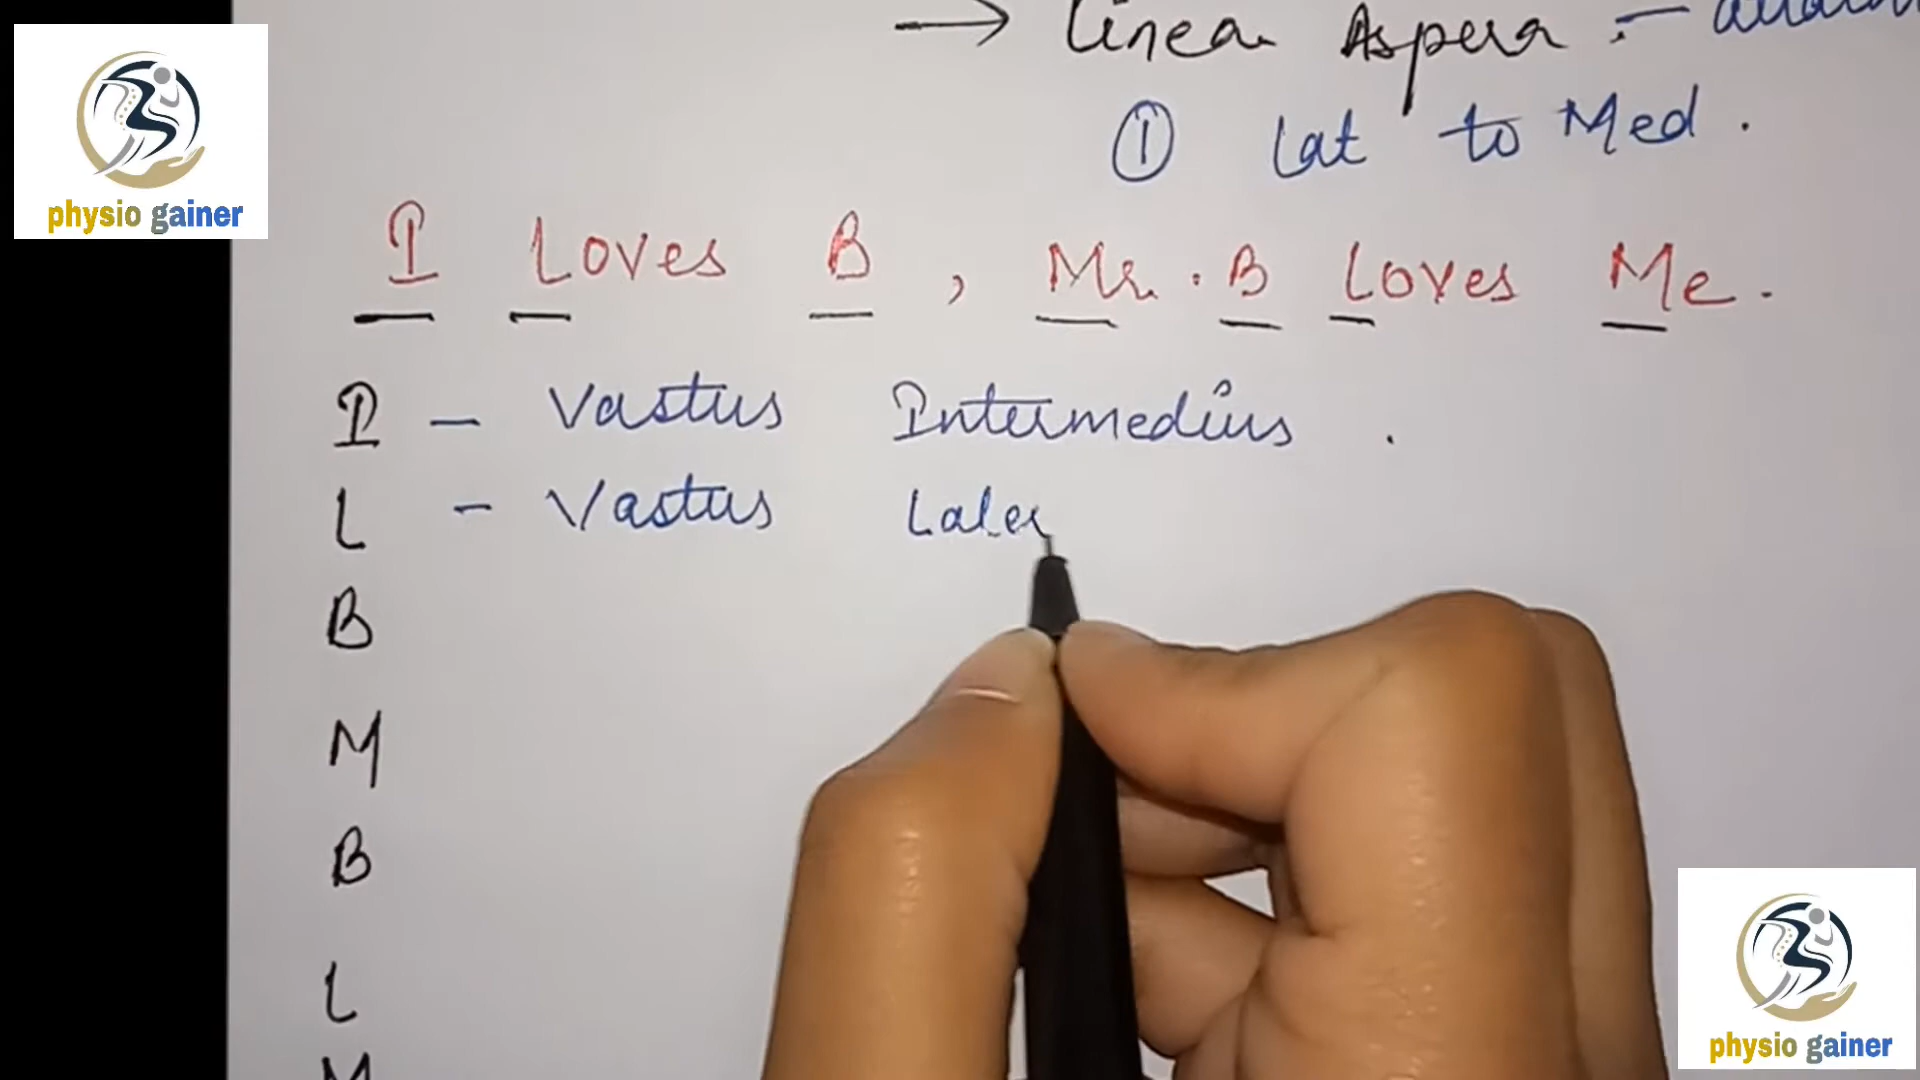 physio gainer
→ Linea Aspera :-
① Lat to Med .
I Loves B , Mr . B Loves Me .
I - Vastus Intermedius .
L - Vastus Later
B
M
B
L
M
physio gainer